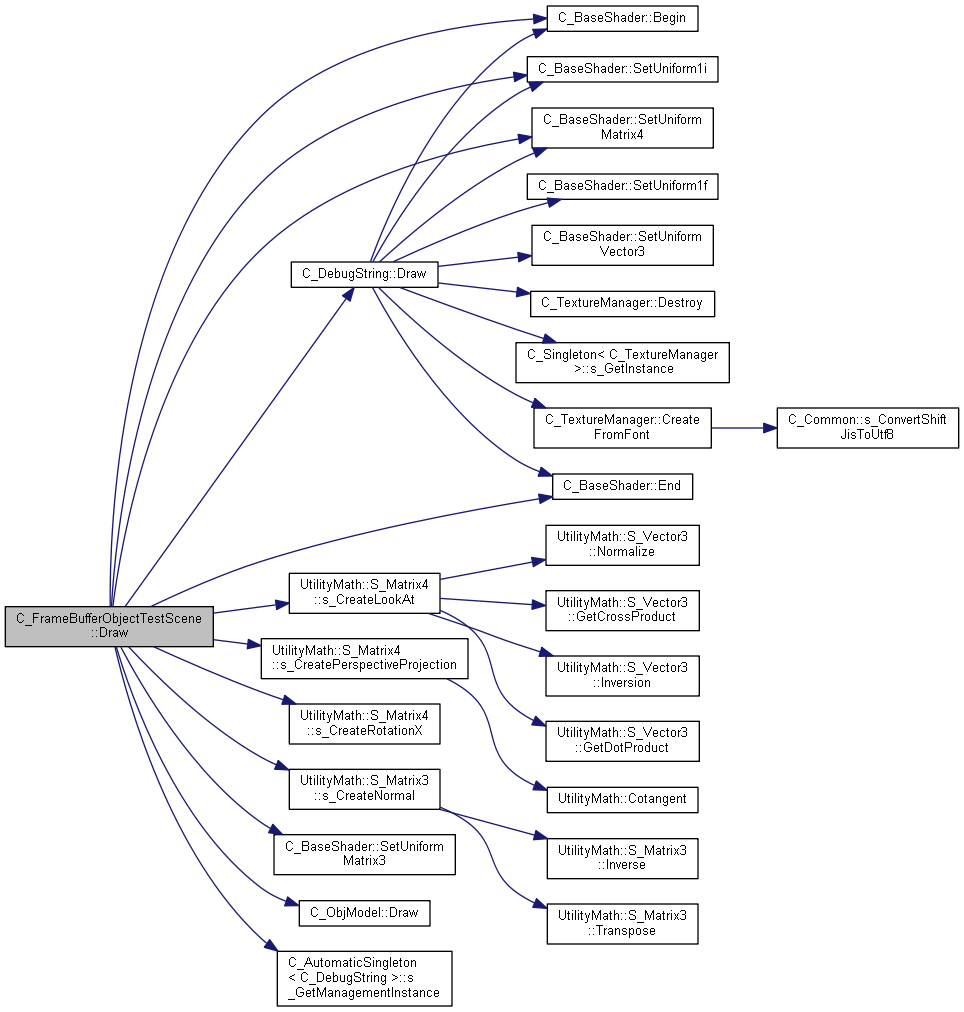 C_BaseShader::Begin
C_BaseShader::SetUniform1i
C_BaseShader::SetUniform
Matrix4
C_BaseShader::SetUniform1f
C_BaseShader::SetUniform
Vector3
C_DebugString::Draw
C_TextureManager::Destroy
C_Singleton< C_TextureManager
>::s_GetInstance
C_TextureManager::Create
FromFont
C_Common::s_ConvertShift
JisToUtf8
C_BaseShader::End
UtilityMath::S_Vector3
::Normalize
UtilityMath::S_Matrix4
::s_CreateLookAt
UtilityMath::S_Vector3
::GetCrossProduct
C_FrameBufferObjectTestScene
::Draw
UtilityMath::S_Matrix4
::s_CreatePerspectiveProjection
UtilityMath::S_Vector3
::Inversion
UtilityMath::S_Matrix4
::s_CreateRotationX
UtilityMath::S_Vector3
::GetDotProduct
UtilityMath::S_Matrix3
::s_CreateNormal
UtilityMath::Cotangent
C_BaseShader::SetUniform
Matrix3
UtilityMath::S_Matrix3
::Inverse
C_ObjModel::Draw
UtilityMath::S_Matrix3
::Transpose
C_AutomaticSingleton
< C_DebugString >::s
_GetManagementInstance